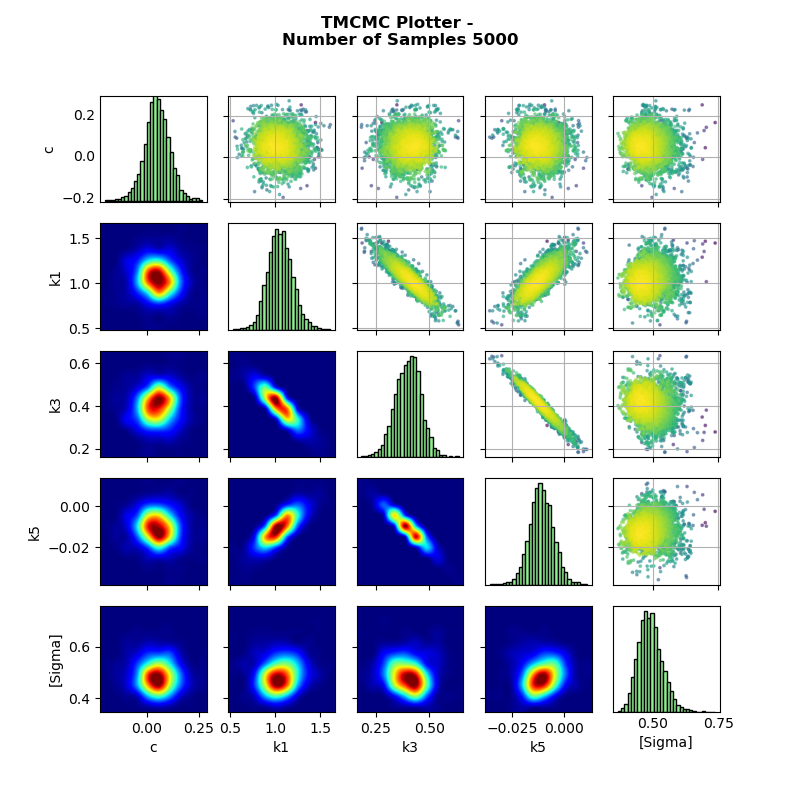 TMCMC Plotter -
Number of Samples 5000
c
0.2
0.0
−0.2
k1
1.5
1.0
0.5
k3
0.6
0.4
0.2
k5
0.00
−0.02
[Sigma]
0.6
0.4
0.00 0.25
c
0.5 1.0 1.5
k1
0.25 0.50
k3
−0.025 0.000
k5
0.50 0.75
[Sigma]